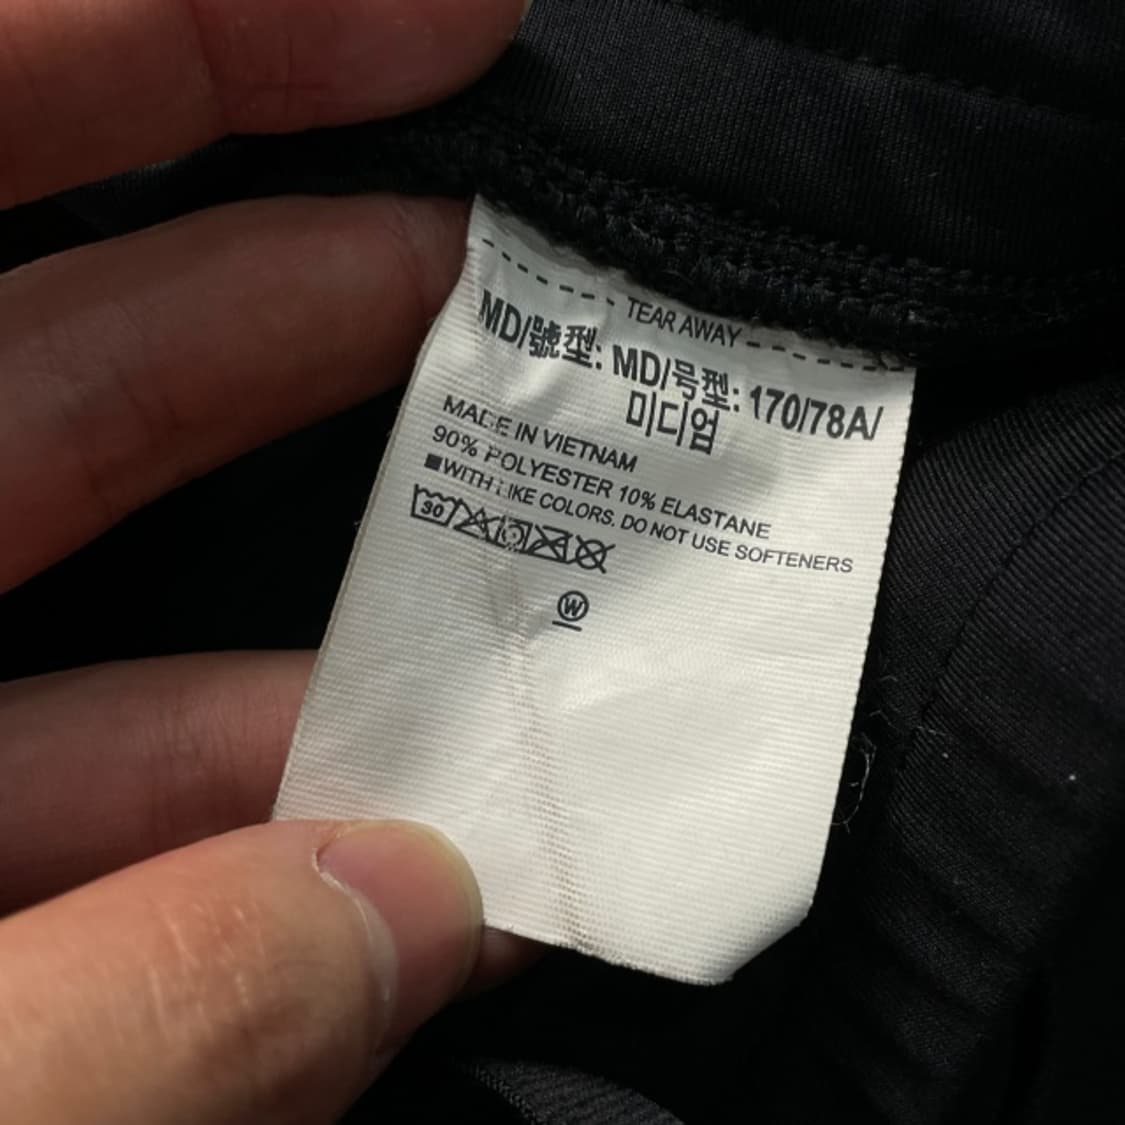 TEAR AWAY
MD/號型: MD/号型: 170/78A/
미디엄
MADE IN VIETNAM
90% POLYESTER 10% ELASTANE
■WITH LIKE COLORS. DO NOT USE SOFTENERS
30
W